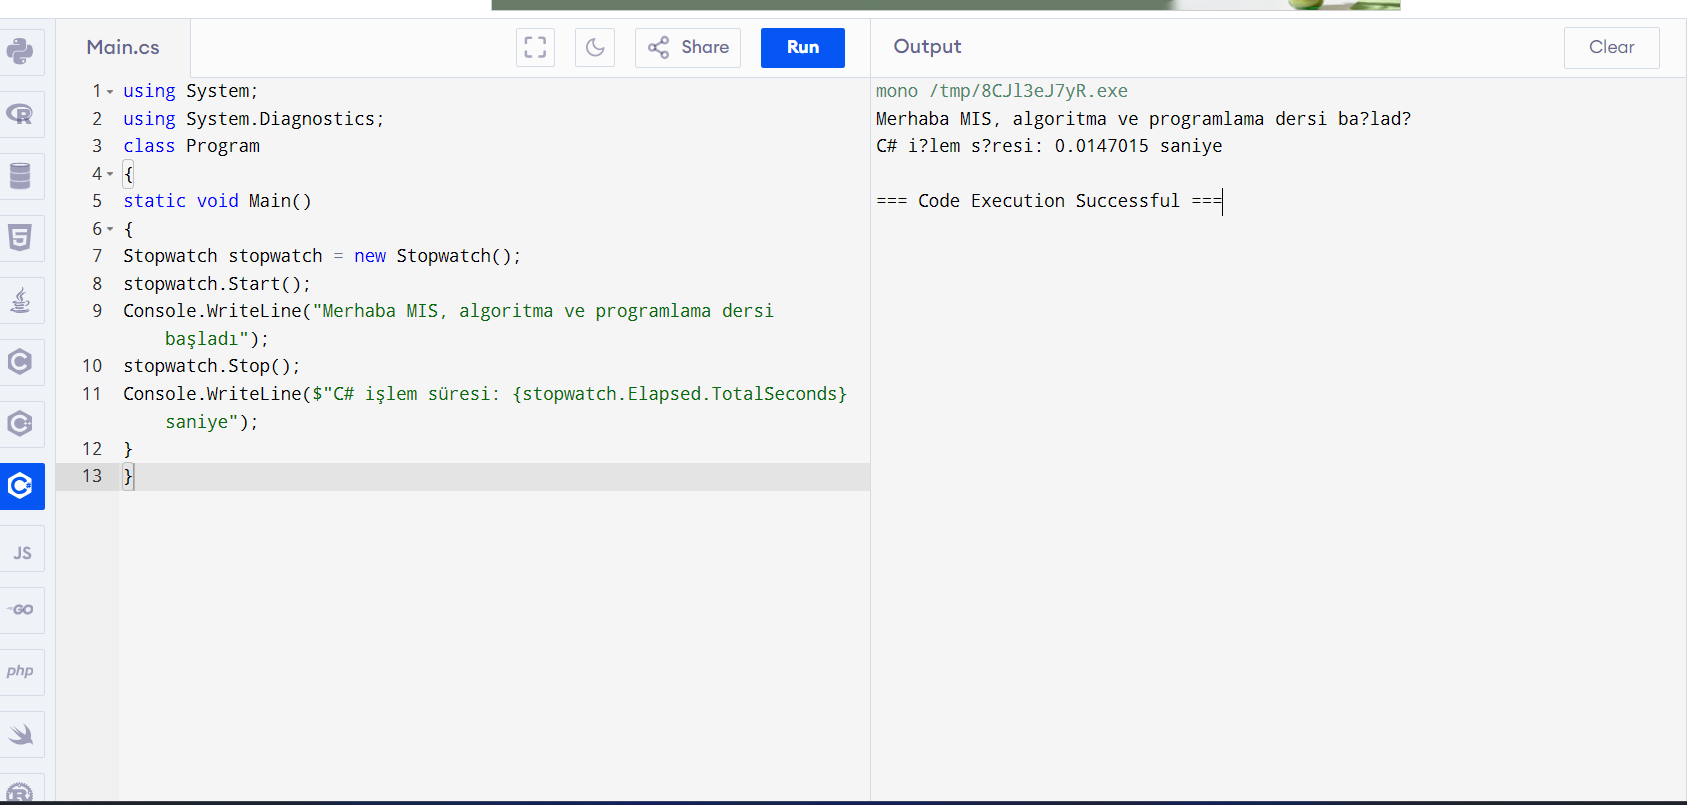 Main.cs
Share
Run
Output
Clear
1 using System;
2 using System.Diagnostics;
3 class Program
4 {
5 static void Main()
6 {
7 Stopwatch stopwatch = new Stopwatch();
8 stopwatch.Start();
9 Console.WriteLine("Merhaba MIS, algoritma ve programlama dersi
başladı");
10 stopwatch.Stop();
11 Console.WriteLine($"C# işlem süresi: {stopwatch.Elapsed.TotalSeconds}
saniye");
12 }
13 }
mono /tmp/8CJl3eJ7yR.exe
Merhaba MIS, algoritma ve programlama dersi ba?lad?
C# i?lem s?resi: 0.0147015 saniye
=== Code Execution Successful ===
R
5
C
C
C#
JS
GO
php
R